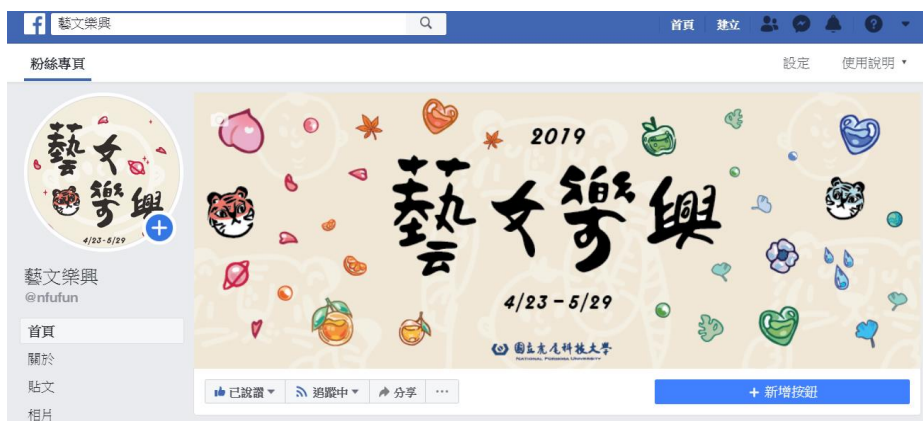 藝文樂興
首頁 建立
粉絲專頁
設定 使用說明
藝文樂興
4/23-5/29
藝文樂興
@nfufun
首頁
關於
貼文
相片
2019
藝文樂興
4/23-5/29
國立虎尾科技大學
NATIONAL FORMOSA UNIVERSITY
已說讚 追蹤中 分享 ...
+ 新增按鈕